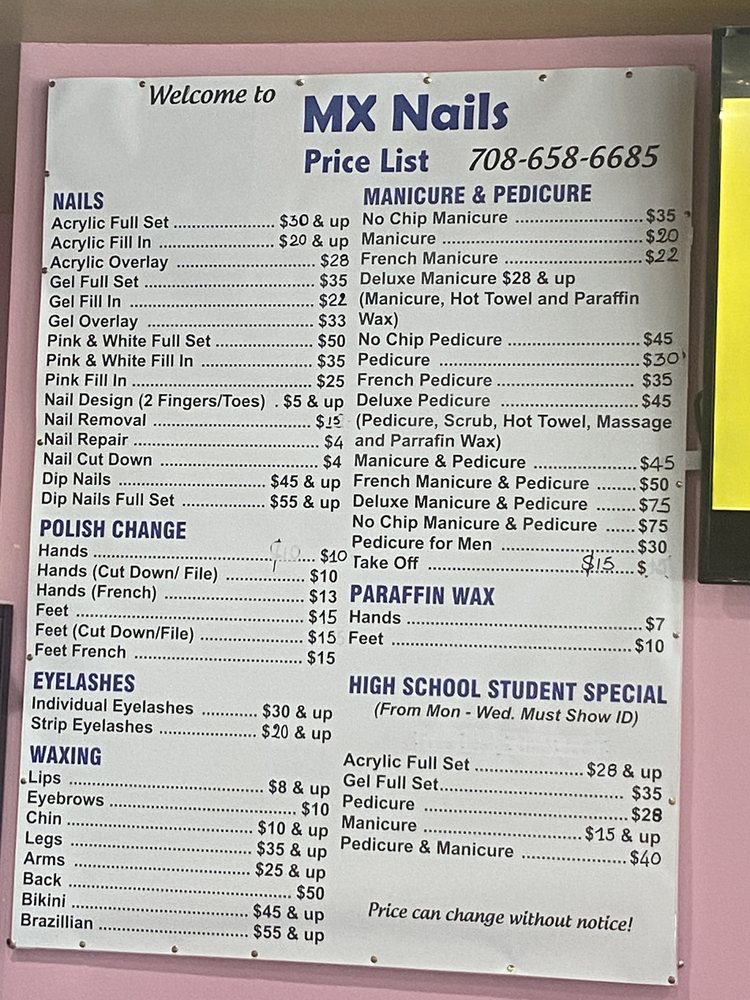 Welcome to
MX Nails
Price List 708-658-6685
NAILS
Acrylic Full Set ........................ $30 & up
Acrylic Fill In ........................ $20 & up
Acrylic Overlay ........................ $28
Gel Full Set ........................ $35
Gel Fill In ........................ $22
Gel Overlay ........................ $33
Pink & White Full Set ........................ $50
Pink & White Fill In ........................ $35
Pink Fill In ........................ $25
Nail Design (2 Fingers/Toes) . $5 & up
Nail Removal ........................ $15
Nail Repair ........................ $4
Nail Cut Down ........................ $4
Dip Nails ........................ $45 & up
Dip Nails Full Set ........................ $55 & up
POLISH CHANGE
Hands ........................ $10
Hands (Cut Down/ File) ............... $10
Hands (French) ........................ $13
Feet ........................ $15
Feet (Cut Down/File) ........................ $15
Feet French ........................ $15
EYELASHES
Individual Eyelashes .......... $30 & up
Strip Eyelashes ................ $20 & up
WAXING
Lips ........................ $8 & up
Eyebrows ........................ $10
Chin ........................ $10 & up
Legs ........................ $35 & up
Arms ........................ $25 & up
Back ........................ $50
Bikini ........................ $45 & up
Brazillian ........................ $55 & up
MANICURE & PEDICURE
No Chip Manicure ........................ $35
Manicure ........................ $20
French Manicure ........................ $22
Deluxe Manicure $28 & up
(Manicure, Hot Towel and Paraffin
Wax)
No Chip Pedicure ........................ $45
Pedicure ........................ $30
French Pedicure ........................ $35
Deluxe Pedicure ........................ $45
(Pedicure, Scrub, Hot Towel, Massage
and Parrafin Wax)
Manicure & Pedicure .................. $45
French Manicure & Pedicure ....... $50
Deluxe Manicure & Pedicure ....... $75
No Chip Manicure & Pedicure ...... $75
Pedicure for Men ........................ $30
Take Off ........................ $15 ...... $
PARAFFIN WAX
Hands ........................ $7
Feet ........................ $10
HIGH SCHOOL STUDENT SPECIAL
(From Mon - Wed. Must Show ID)
Acrylic Full Set .................. $28 & up
Gel Full Set ........................ $35
Pedicure ........................ $28
Manicure ........................ $15 & up
Pedicure & Manicure .................. $40
Price can change without notice!